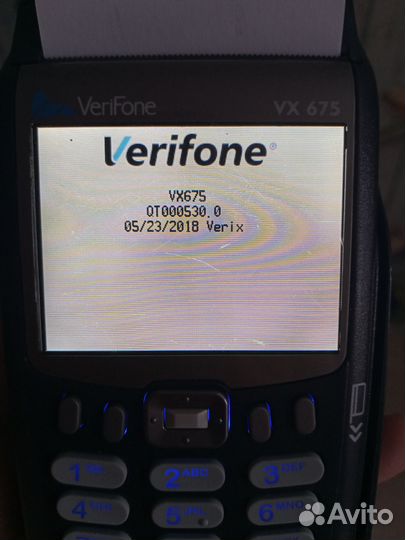 VeriFone
VX 675
Verifone®
VX675
QT000530.0
05/23/2018 Verix
1
2 ABC
3 DEF
4 GHI
5 JKL
6 MNO
Avito